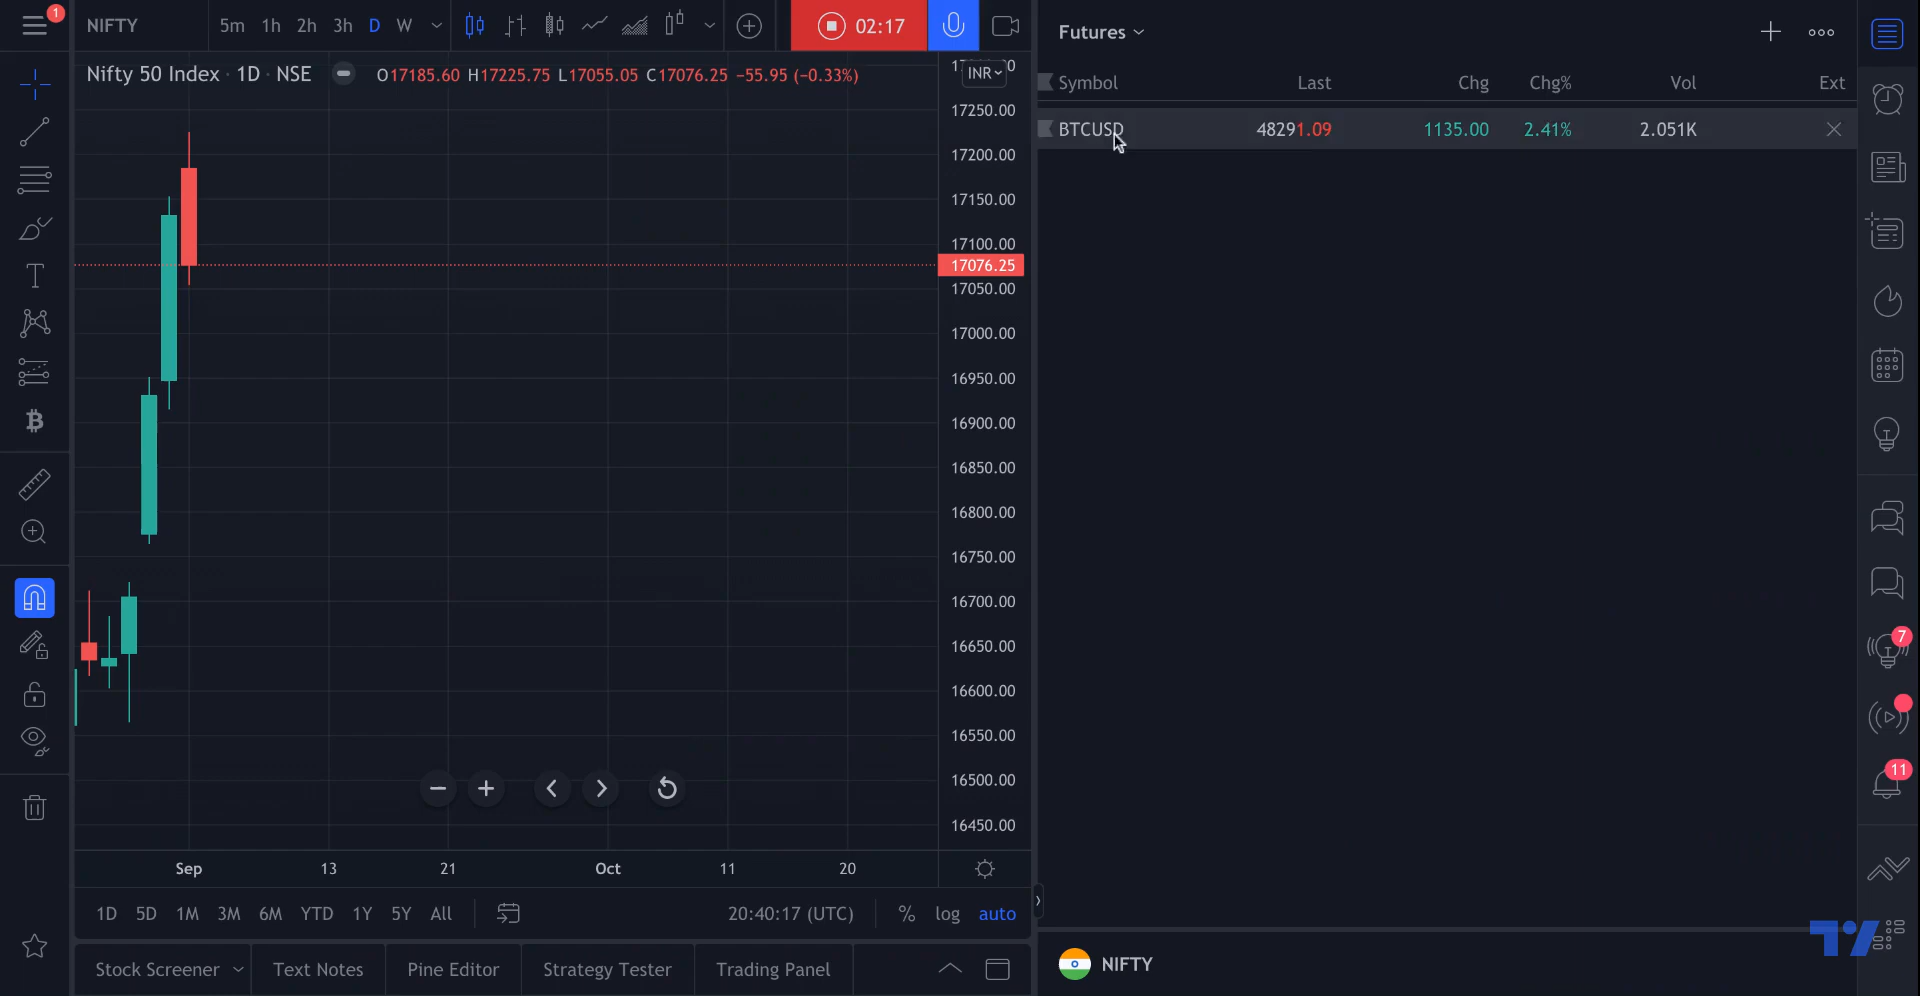 1
NIFTY 5m 1h 2h 3h D W 02:17
Nifty 50 Index · 1D · NSE O17185.60 H17225.75 L17055.05 C17076.25 −55.95 (−0.33%)
INR
17250.00
17200.00
17150.00
17100.00
17076.25
17050.00
17000.00
16950.00
16900.00
16850.00
16800.00
16750.00
16700.00
16650.00
16600.00
16550.00
16500.00
16450.00
Sep 13 21 Oct 11 20
1D 5D 1M 3M 6M YTD 1Y 5Y All 20:40:17 (UTC) % log auto
Stock Screener Text Notes Pine Editor Strategy Tester Trading Panel
Futures
Symbol Last Chg Chg% Vol Ext
BTCUSD 48291.09 1135.00 2.41% 2.051K
NIFTY
7
11